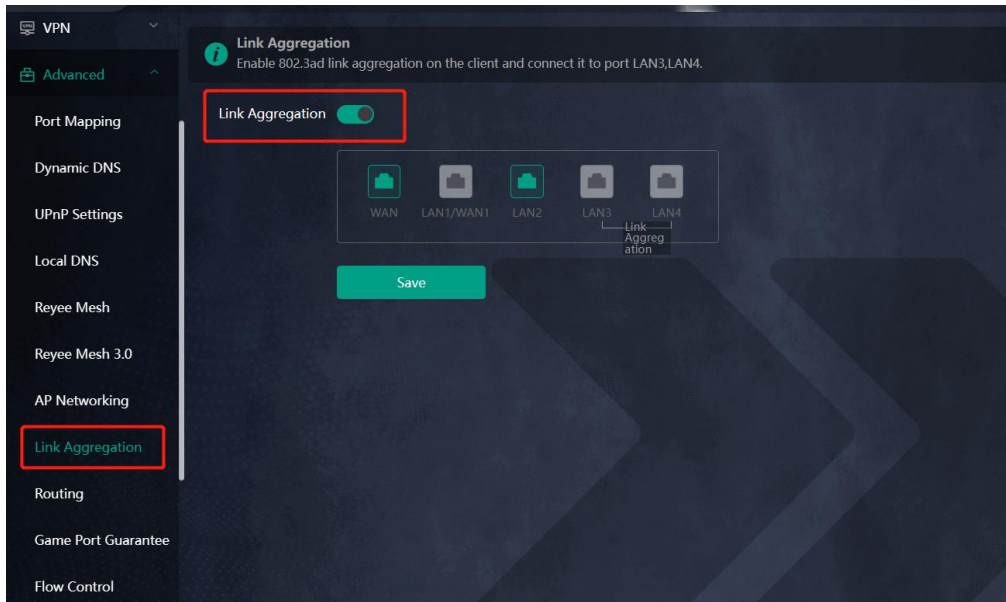 VPN
Advanced
Port Mapping
Dynamic DNS
UPnP Settings
Local DNS
Reyee Mesh
Reyee Mesh 3.0
AP Networking
Link Aggregation
Routing
Game Port Guarantee
Flow Control
Link Aggregation
Enable 802.3ad link aggregation on the client and connect it to port LAN3,LAN4.
Link Aggregation
WAN LAN1/WAN1 LAN2 LAN3 LAN4
Link
Aggreg
ation
Save